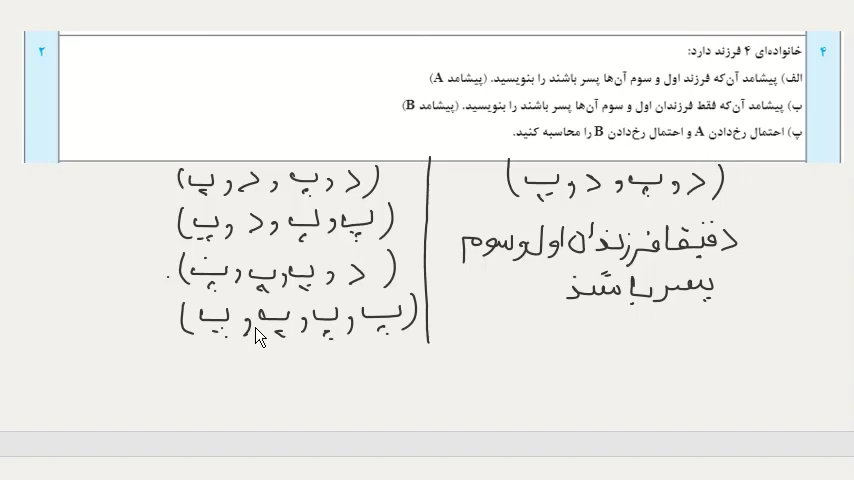 ۴ خانواده‌ای ۴ فرزند دارد: ۲
الف) پیشامد آن‌که فرزند اول و سوم آن‌ها پسر باشند را بنویسید. (پیشامد A)
ب) پیشامد آن‌که فقط فرزندان اول و سوم آن‌ها پسر باشند را بنویسید. (پیشامد B)
پ) احتمال رخ‌دادن A و احتمال رخ‌دادن B را محاسبه کنید.
(د و پ و د و پ)
دقیقا فرزندان اول و سوم
پسر باشند
(د و پ و د و پ)
(پ و پ و د و پ)
(د و پ و پ و پ)
(پ و پ و پ و پ)